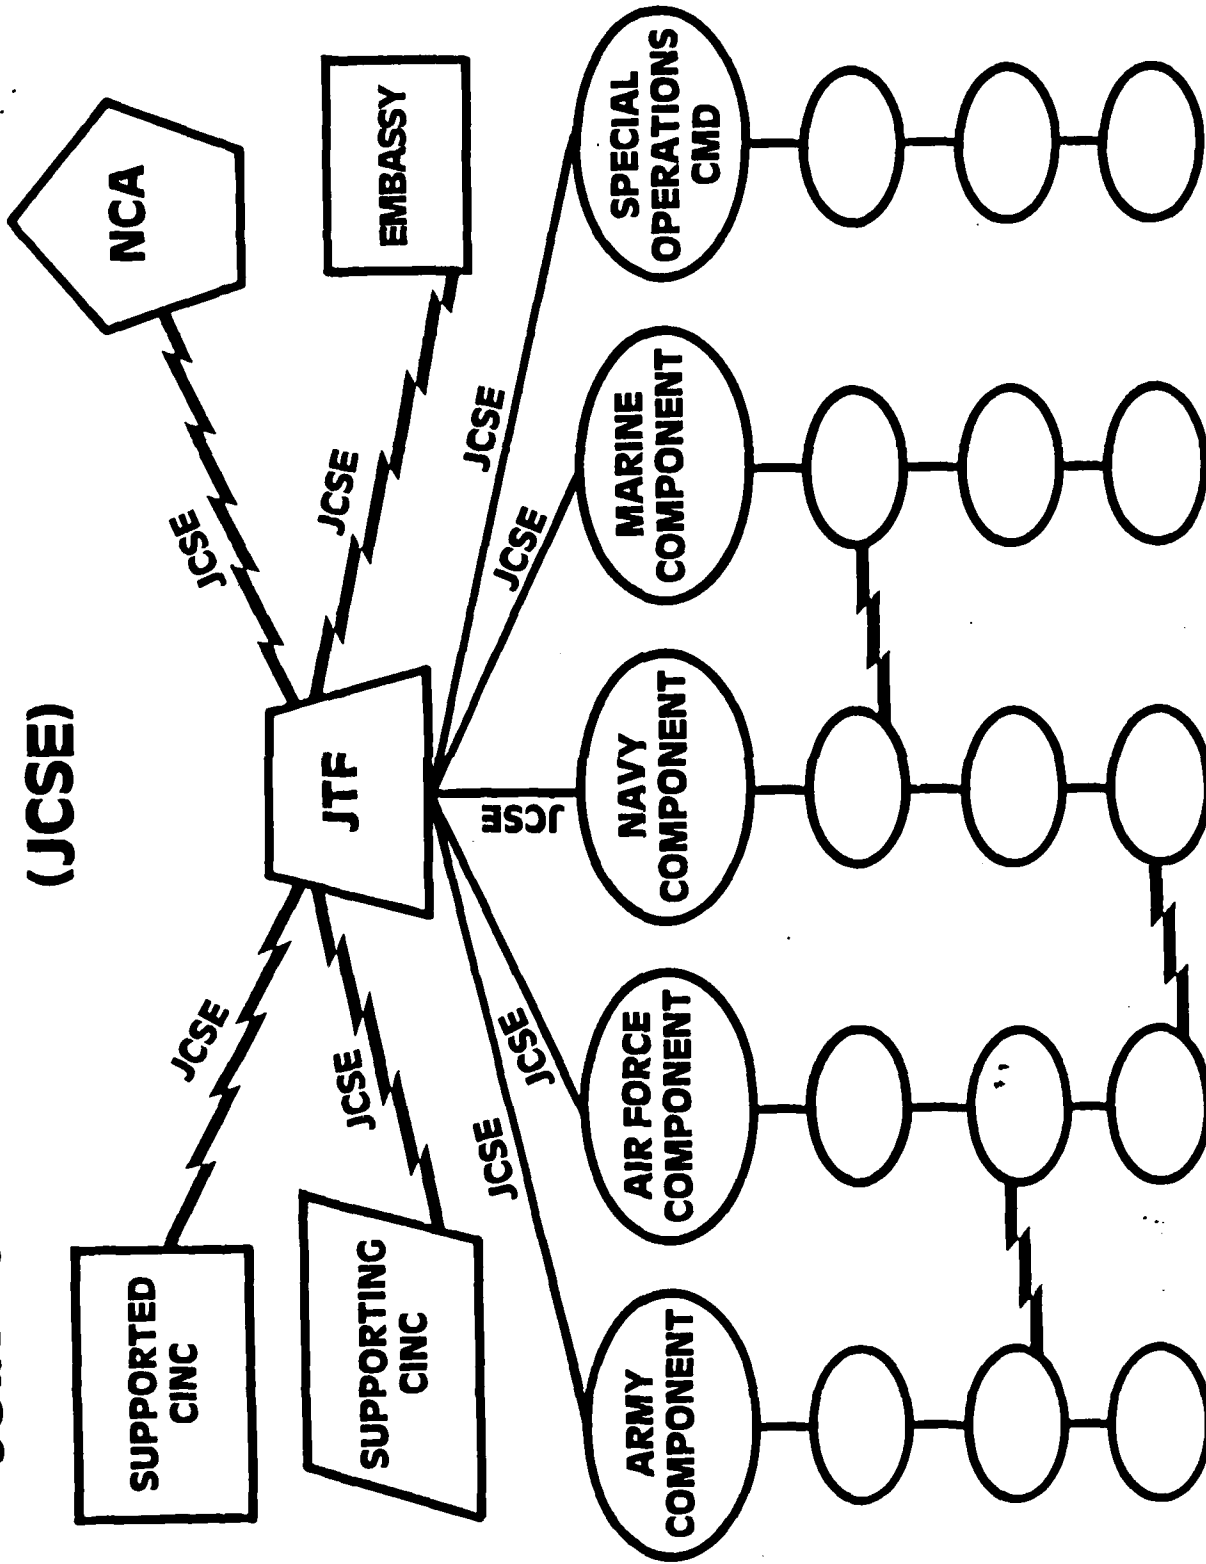 (JCSE)
NCA
SUPPORTED
CINC
JCSE
JCSE
EMBASSY
SUPPORTING
CINC
JCSE
JCSE
JTF
JCSE
JCSE
JCSE
JCSE
JCSE
ARMY
COMPONENT
AIR FORCE
COMPONENT
NAVY
COMPONENT
MARINE
COMPONENT
SPECIAL
OPERATIONS
CMD